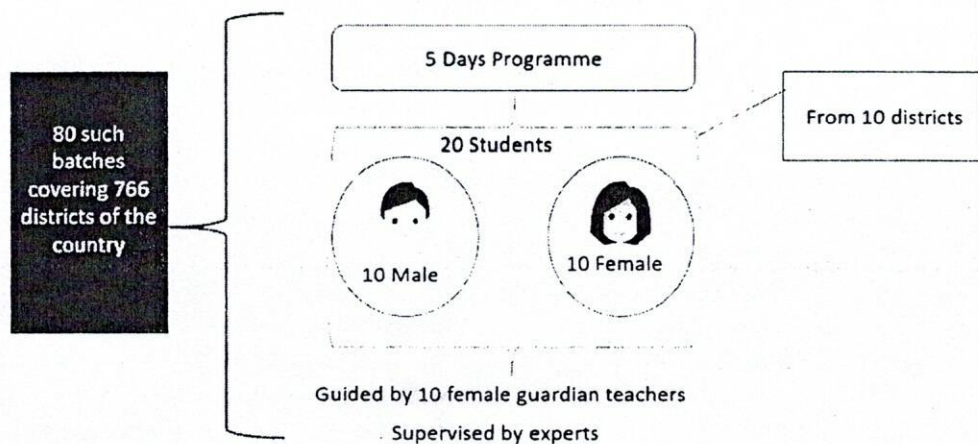 80 such
batches
covering 766
districts of the
country
5 Days Programme
20 Students
From 10 districts
10 Male
10 Female
Guided by 10 female guardian teachers
Supervised by experts